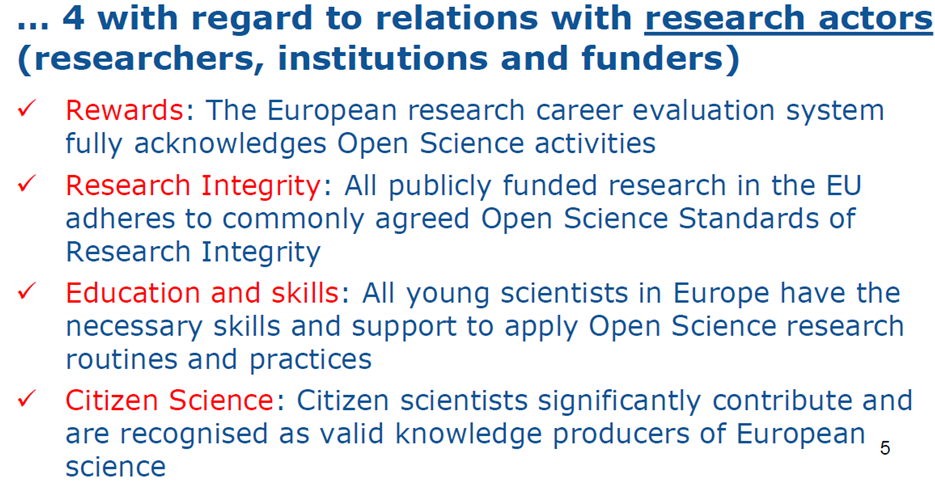 ... 4 with regard to relations with research actors
(researchers, institutions and funders)
✓ Rewards: The European research career evaluation system
fully acknowledges Open Science activities
✓ Research Integrity: All publicly funded research in the EU
adheres to commonly agreed Open Science Standards of
Research Integrity
✓ Education and skills: All young scientists in Europe have the
necessary skills and support to apply Open Science research
routines and practices
✓ Citizen Science: Citizen scientists significantly contribute and
are recognised as valid knowledge producers of European
science
5